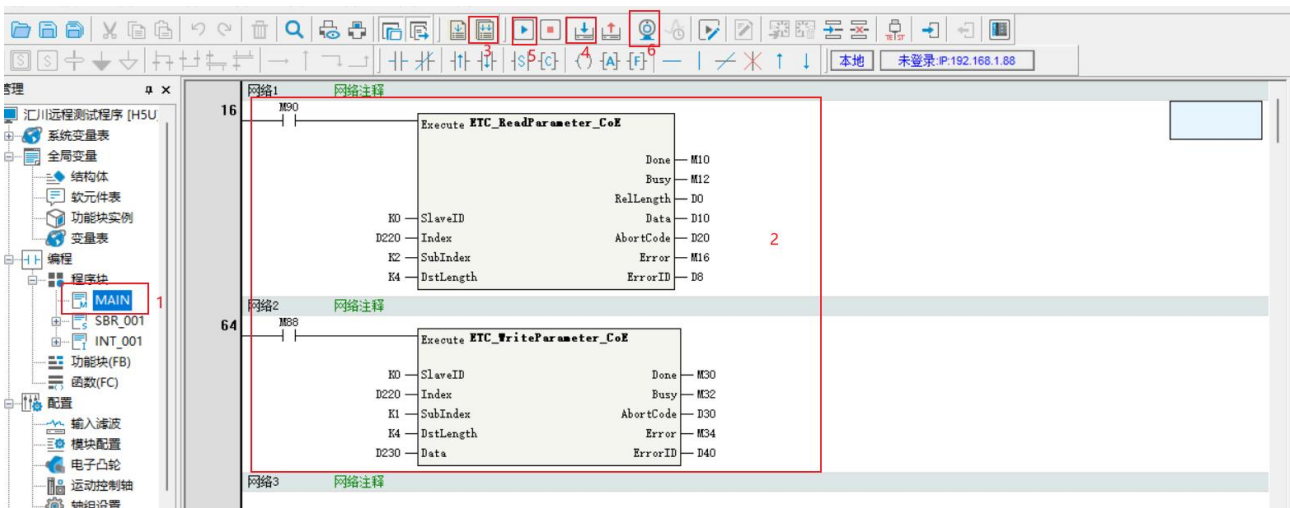 3
5
4
6
TEST
S
S
S
C
A
F
本地
未登录:IP:192.168.1.88
管理
汇川远程测试程序 [H5U]
系统变量表
全局变量
结构体
软元件表
功能块实例
变量表
编程
程序块
MAIN
1
SBR_001
INT_001
功能块(FB)
函数(FC)
配置
输入滤波
模块配置
电子凸轮
运动控制轴
轴组设置
网络1 网络注释
16
M90
Execute ETC_ReadParameter_CoE
Done M10
Busy M12
RelLength D0
K0 SlaveID Data D10
D220 Index AbortCode D20
K2 SubIndex Error M16
K4 DstLength ErrorID D8
2
网络2 网络注释
64
M88
Execute ETC_WriteParameter_CoE
K0 SlaveID Done M30
D220 Index Busy M32
K1 SubIndex AbortCode D30
K4 DstLength Error M34
D230 Data ErrorID D40
网络3 网络注释